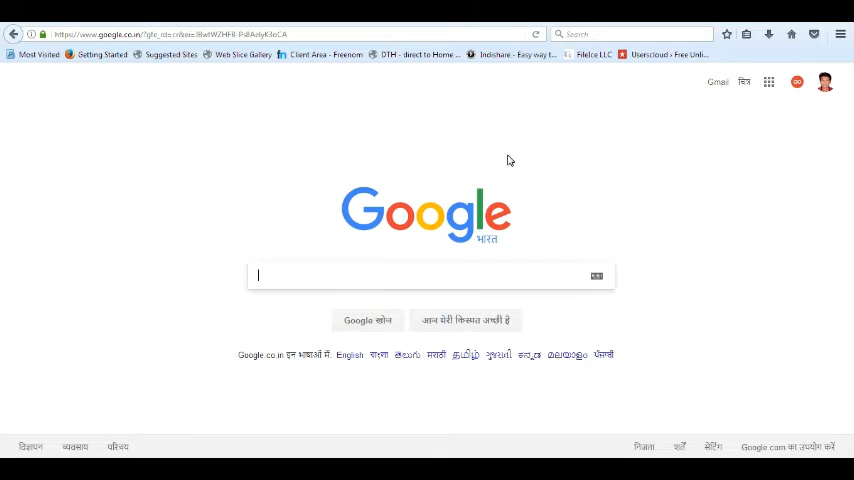 https://www.google.co.in/?gfe_rd=cr&ei=
Search
Most Visited Getting Started Suggested Sites Web Slice Gallery Client Area - Freenom DTH - direct to Home ... Indishare - Easy way t... FileIce LLC Userscloud - Free Unli...
Gmail चित्र
Google
भारत
Google खोज आज मेरी किस्मत अच्छी है
Google.co.in इन भाषाओं में: English বাংলা తెలుగు मराठी தமிழ் ગુજરાતી ಕನ್ನಡ മലയാളം ਪੰਜਾਬੀ
विज्ञापन व्यवसाय परिचय निजता शर्तें सेटिंग Google.com का उपयोग करें